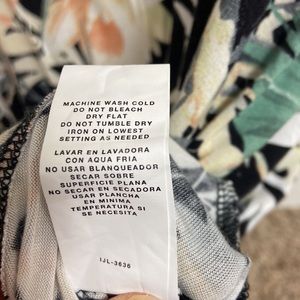 MACHINE WASH COLD
DO NOT BLEACH
DRY FLAT
DO NOT TUMBLE DRY
IRON ON LOWEST
SETTING AS NEEDED
LAVAR EN LAVADORA
CON AQUA FRIA
NO USAR BLANQUEADOR
SECAR SOBRE
SUPERFICIE PLANA
NO SECAR EN SECADORA
USAR PLANCHA
EN MINIMA
TEMPERATURA SI
SE NECESITA
IJL-3636